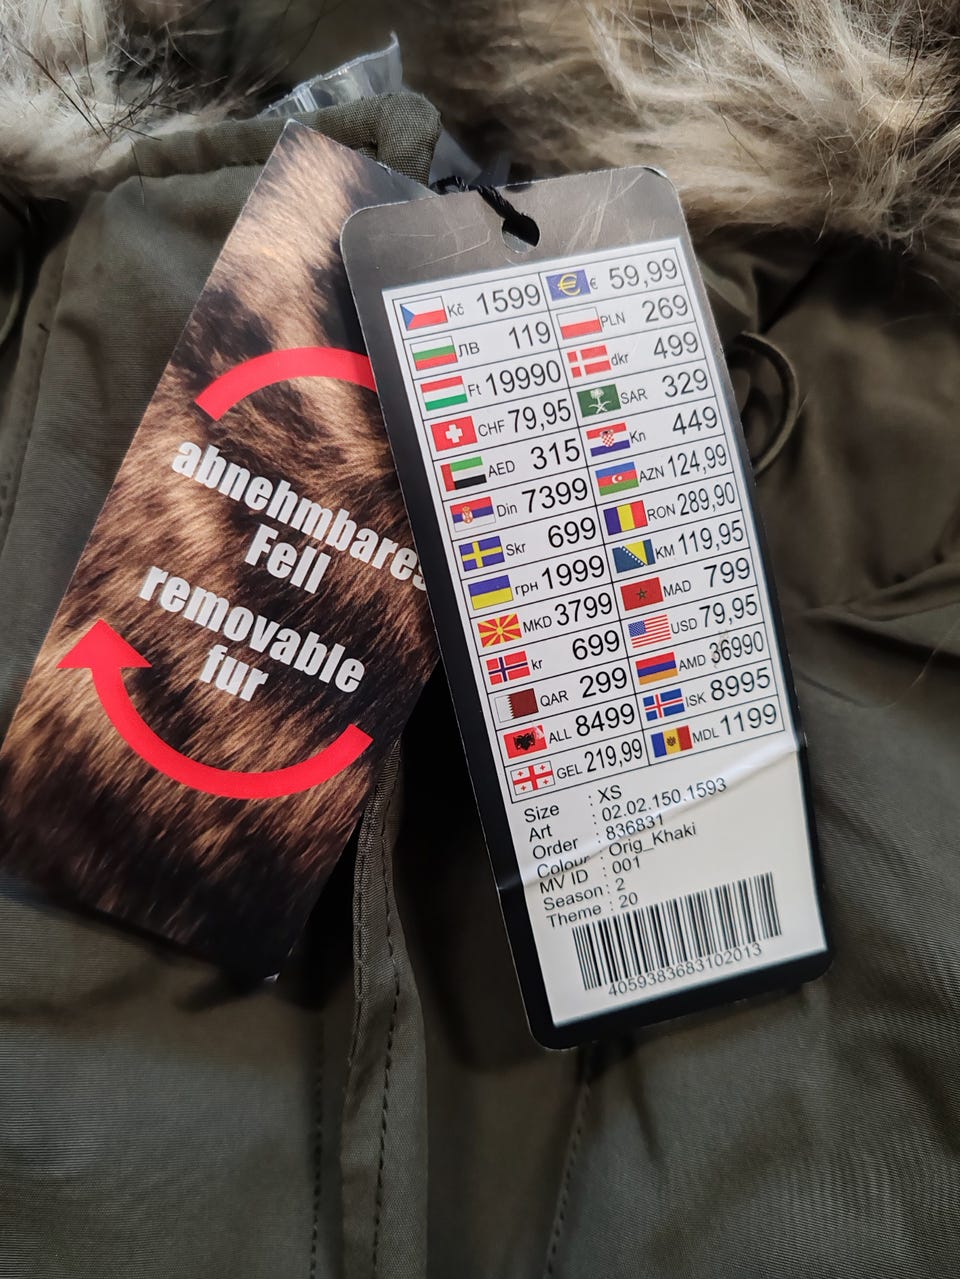 abnehmbares
Fell
removable
fur
Kč 1599 € 59,99
ЛВ 119 PLN 269
Ft 19990 dkr 499
CHF 79,95 SAR 329
AED 315 Kn 449
Din 7399 AZN 124,99
Skr 699 RON 289,90
грн 1999 KM 119,95
MKD 3799 MAD 799
kr 699 USD 79,95
QAR 299 AMD 36990
ALL 8499 ISK 8995
GEL 219,99 MDL 1199
Size : XS
Art : 02.02.150.1593
Order : 836831
Colour : Orig_Khaki
MV ID : 001
Season : 2
Theme : 20
4059383683102013